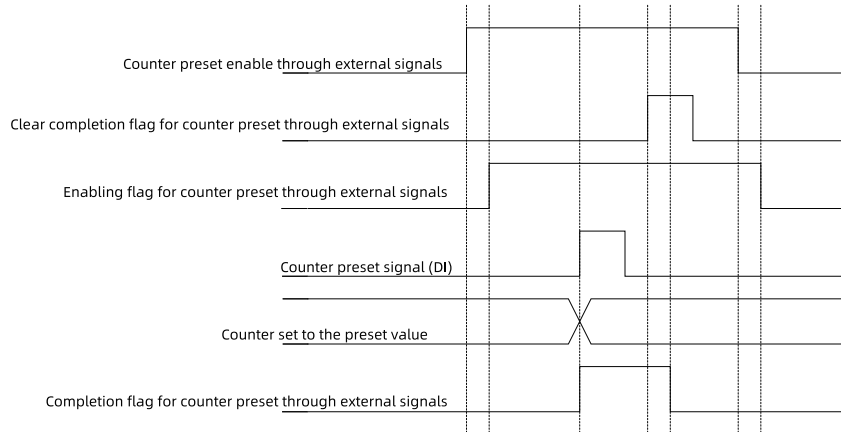 Counter preset enable through external signals
Clear completion flag for counter preset through external signals
Enabling flag for counter preset through external signals
Counter preset signal (DI)
Counter set to the preset value
Completion flag for counter preset through external signals